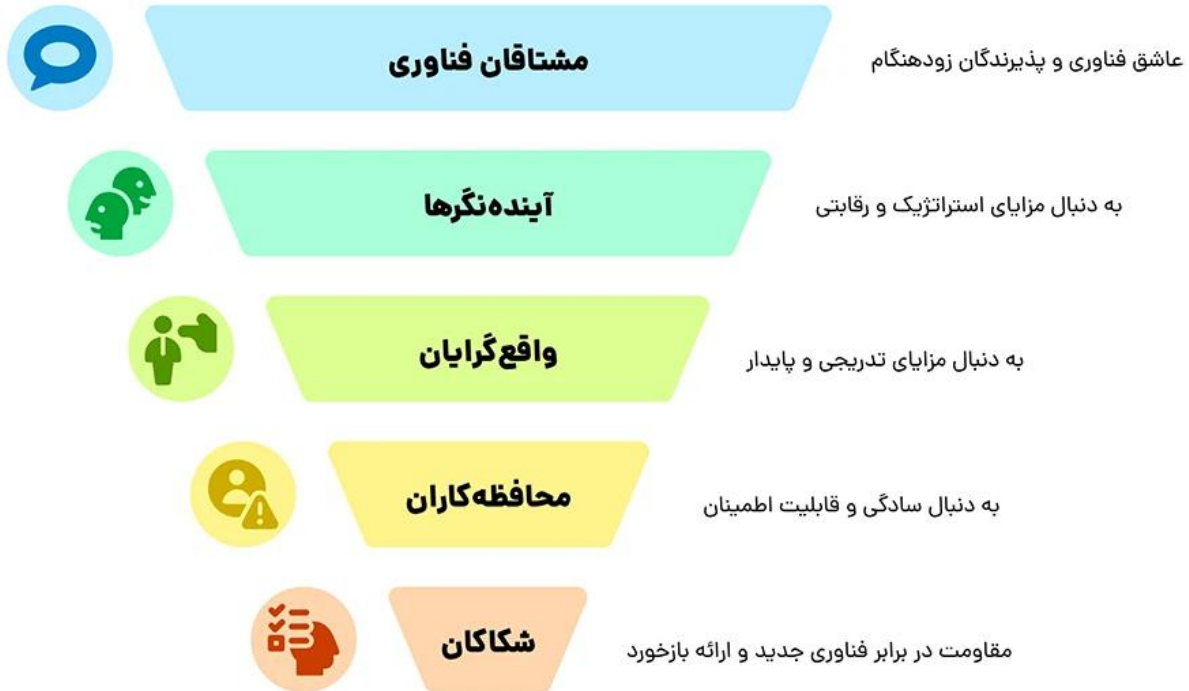 مشتاقان فناوری
عاشق فناوری و پذیرندگان زودهنگام
آینده‌نگرها
به دنبال مزایای استراتژیک و رقابتی
واقع‌گرایان
به دنبال مزایای تدریجی و پایدار
محافظه‌کاران
به دنبال سادگی و قابلیت اطمینان
شکاکان
مقاومت در برابر فناوری جدید و ارائه بازخورد